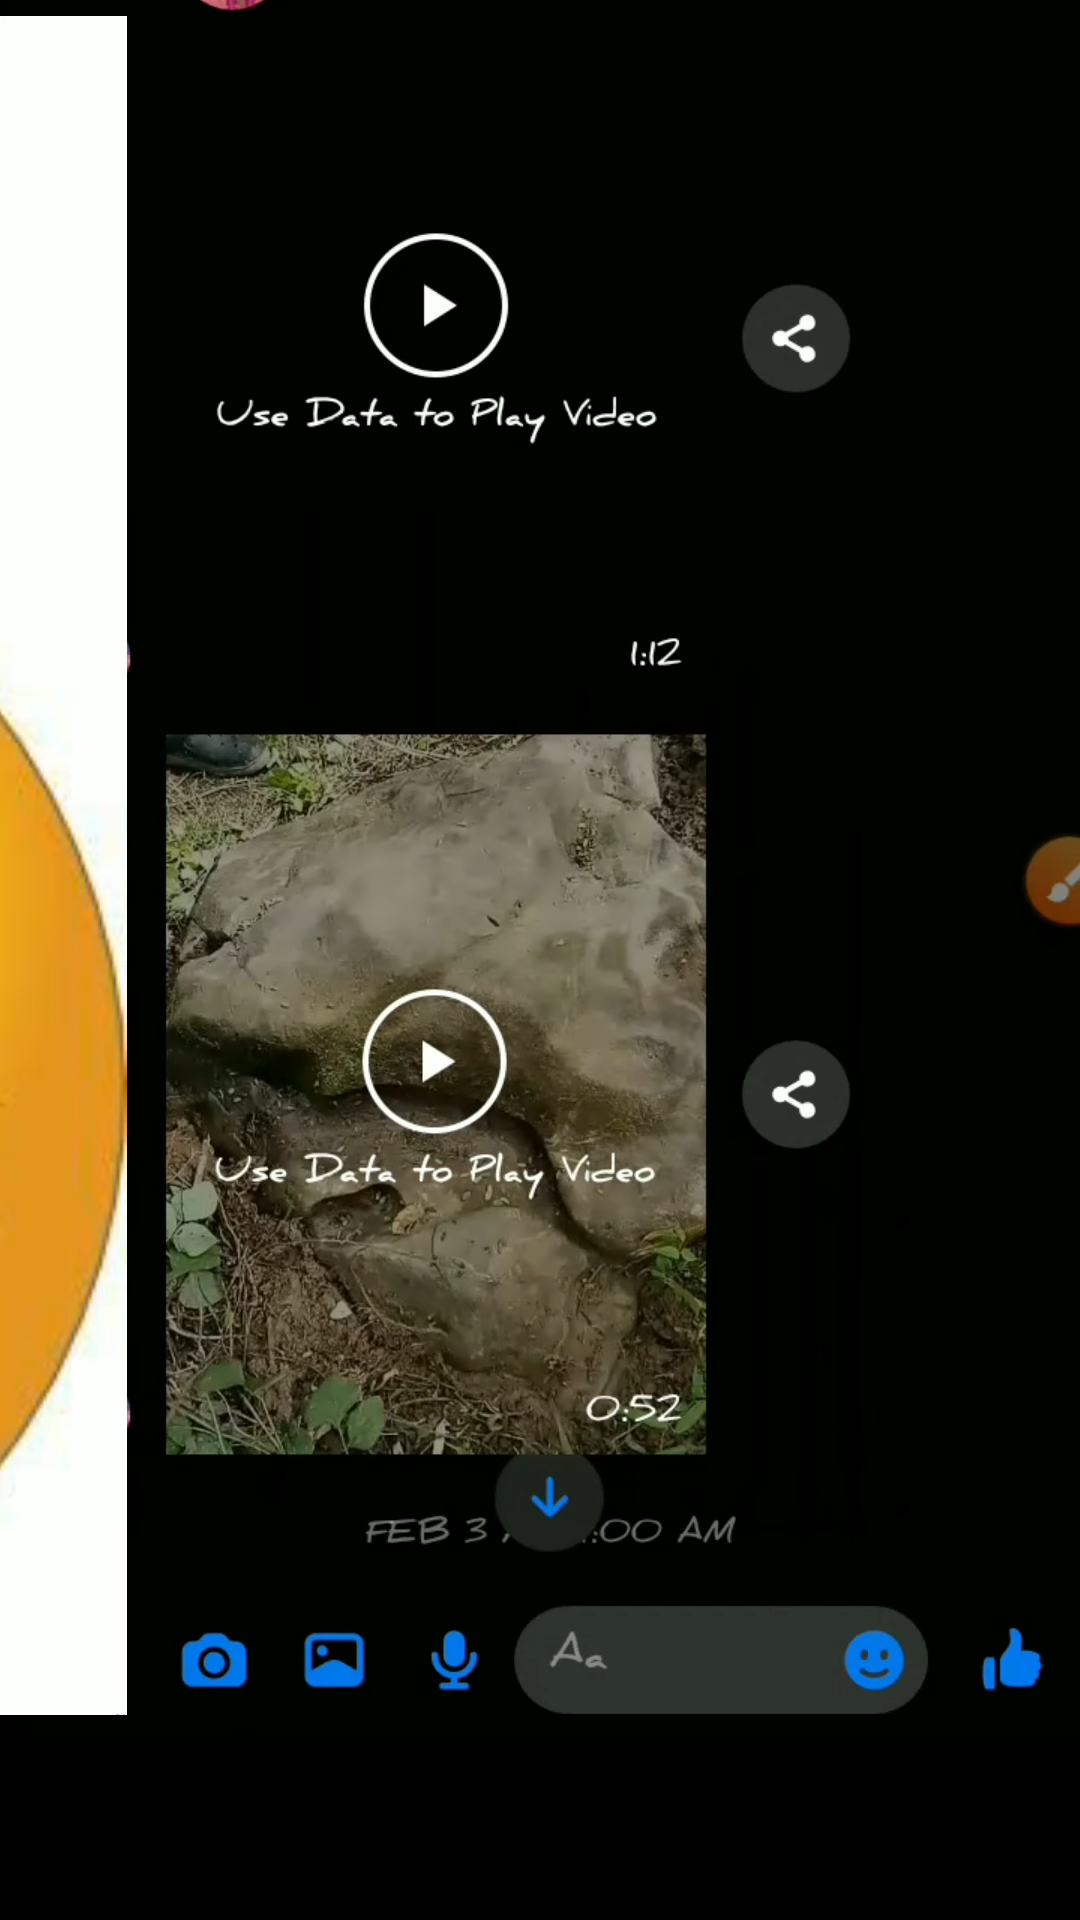 Use Data to Play Video
1:12
Use Data to Play Video
0:52
FEB 3 :00 AM
Aa